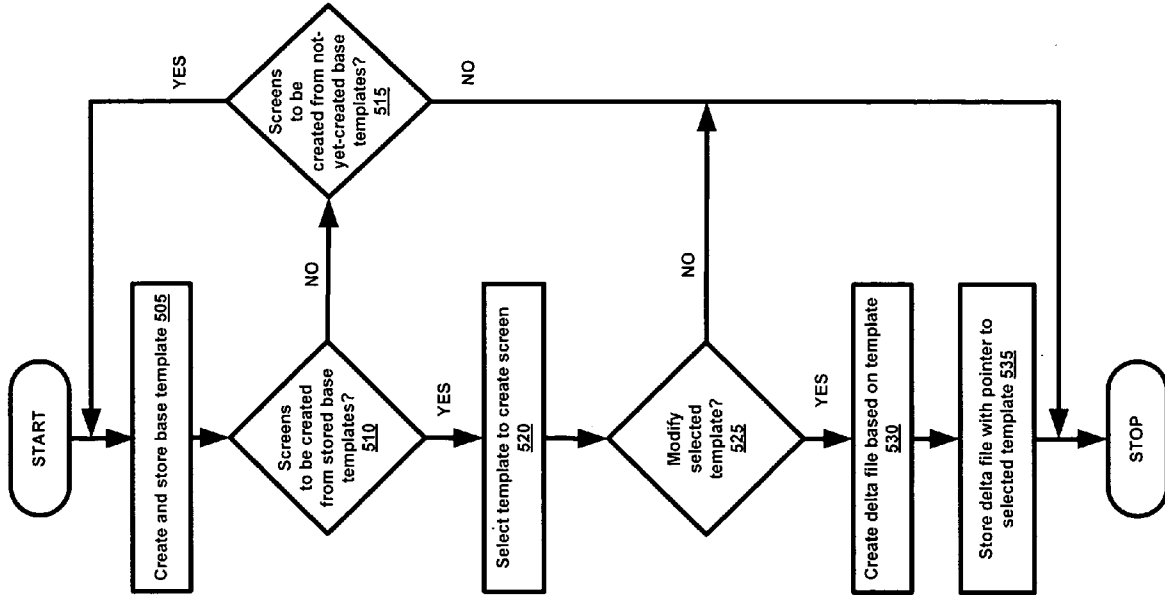 START
Create and store base template 505
Screens
to be created
from stored base
templates?
510
NO
Screens
to be
created from not-
yet-created base
templates?
515
YES
NO
YES
Select template to create screen
520
Modify
selected
template?
525
NO
YES
Create delta file based on template
530
Store delta file with pointer to
selected template 535
STOP